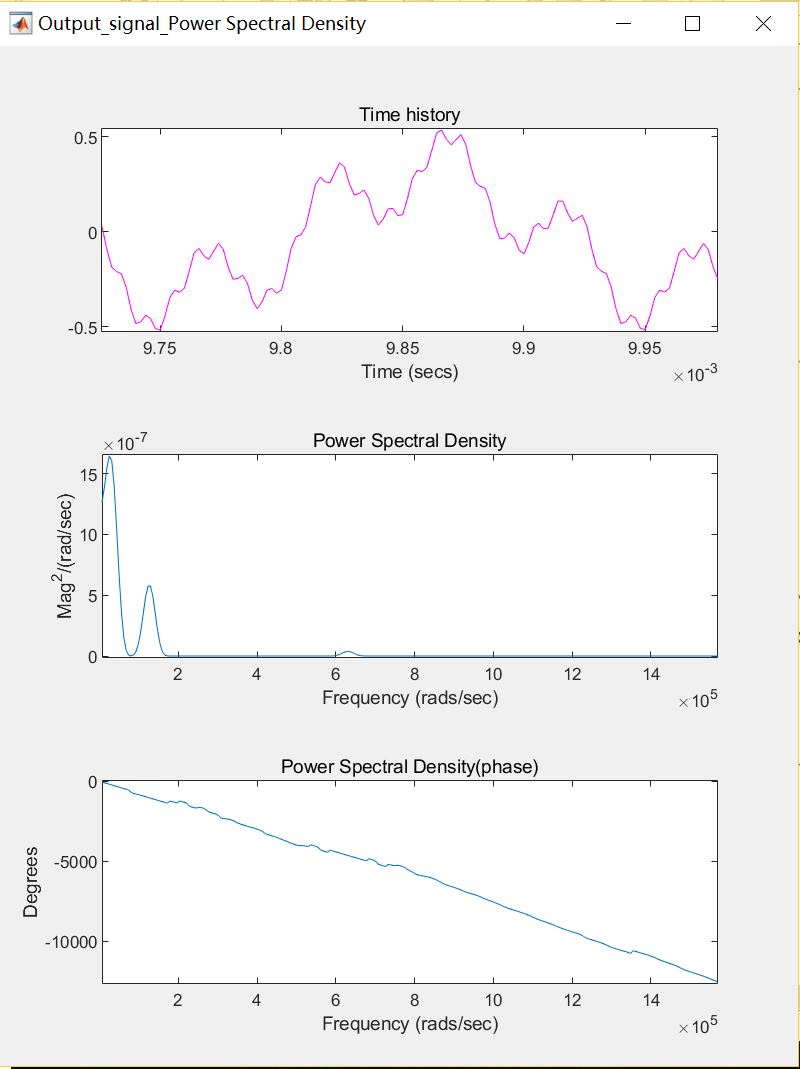 Output_signal_Power Spectral Density
Time history
0.5
0
-0.5
9.75 9.8 9.85 9.9 9.95
Time (secs)
×10-3
×10-7
Power Spectral Density
15
10
5
0
Mag2/(rad/sec)
2 4 6 8 10 12 14
Frequency (rads/sec)
×105
Power Spectral Density(phase)
0
-5000
-10000
Degrees
2 4 6 8 10 12 14
Frequency (rads/sec)
×105